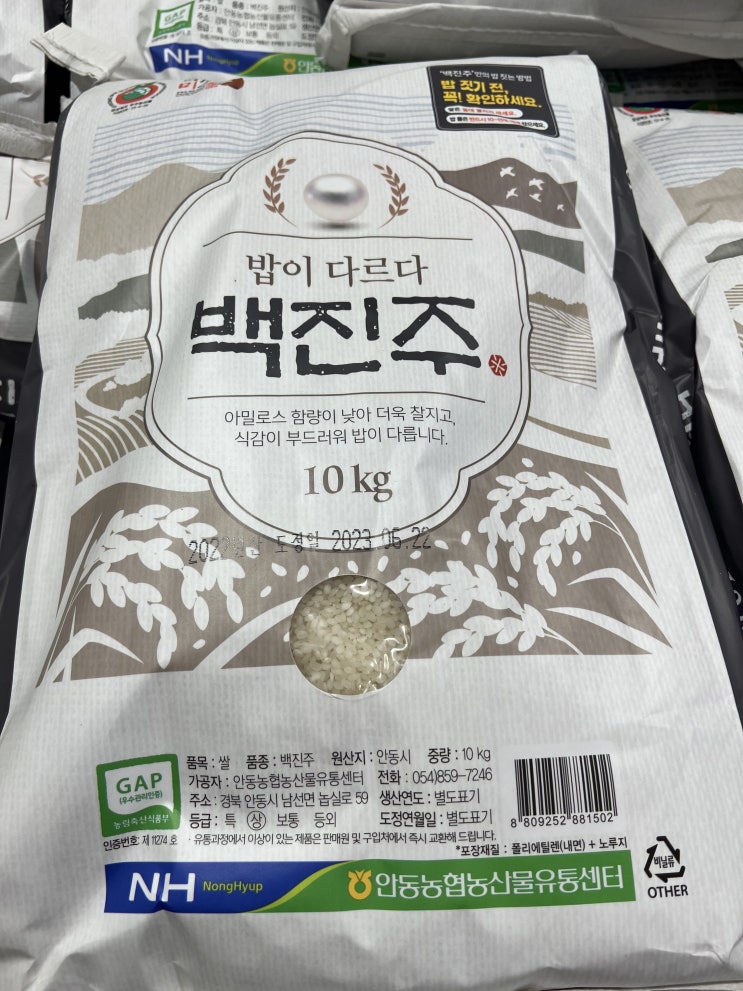 NH NongHyup
'백진주'만의 밥 짓는 방법
밥 짓기 전,
꼭! 확인하세요.
밥이 다르다
백진주
아밀로스 함량이 낮아 더욱 찰지고,
식감이 부드러워 밥이 다릅니다.
10 kg
도정일 2023.06.22
GAP
(우수관리인증)
농림축산식품부
인증번호: 제 11274 호
품목 : 쌀 품종 : 백진주 원산지 : 안동시 중량 : 10 kg
가공자 : 안동농협농산물유통센터 전화 : 054)859-7246
주소 : 경북 안동시 남선면 놉실로 59 생산연도 : 별도표기
등급 : 특 상 보통 등외 도정연월일 : 별도표기
· 유통과정에서 이상이 있는 제품은 판매원 및 구입처에서 즉시 교환해 드립니다.
*포장재질 : 폴리에틸렌(내면) + 노루지
8 809252 881502
NH NongHyup 안동농협농산물유통센터
비닐류
OTHER